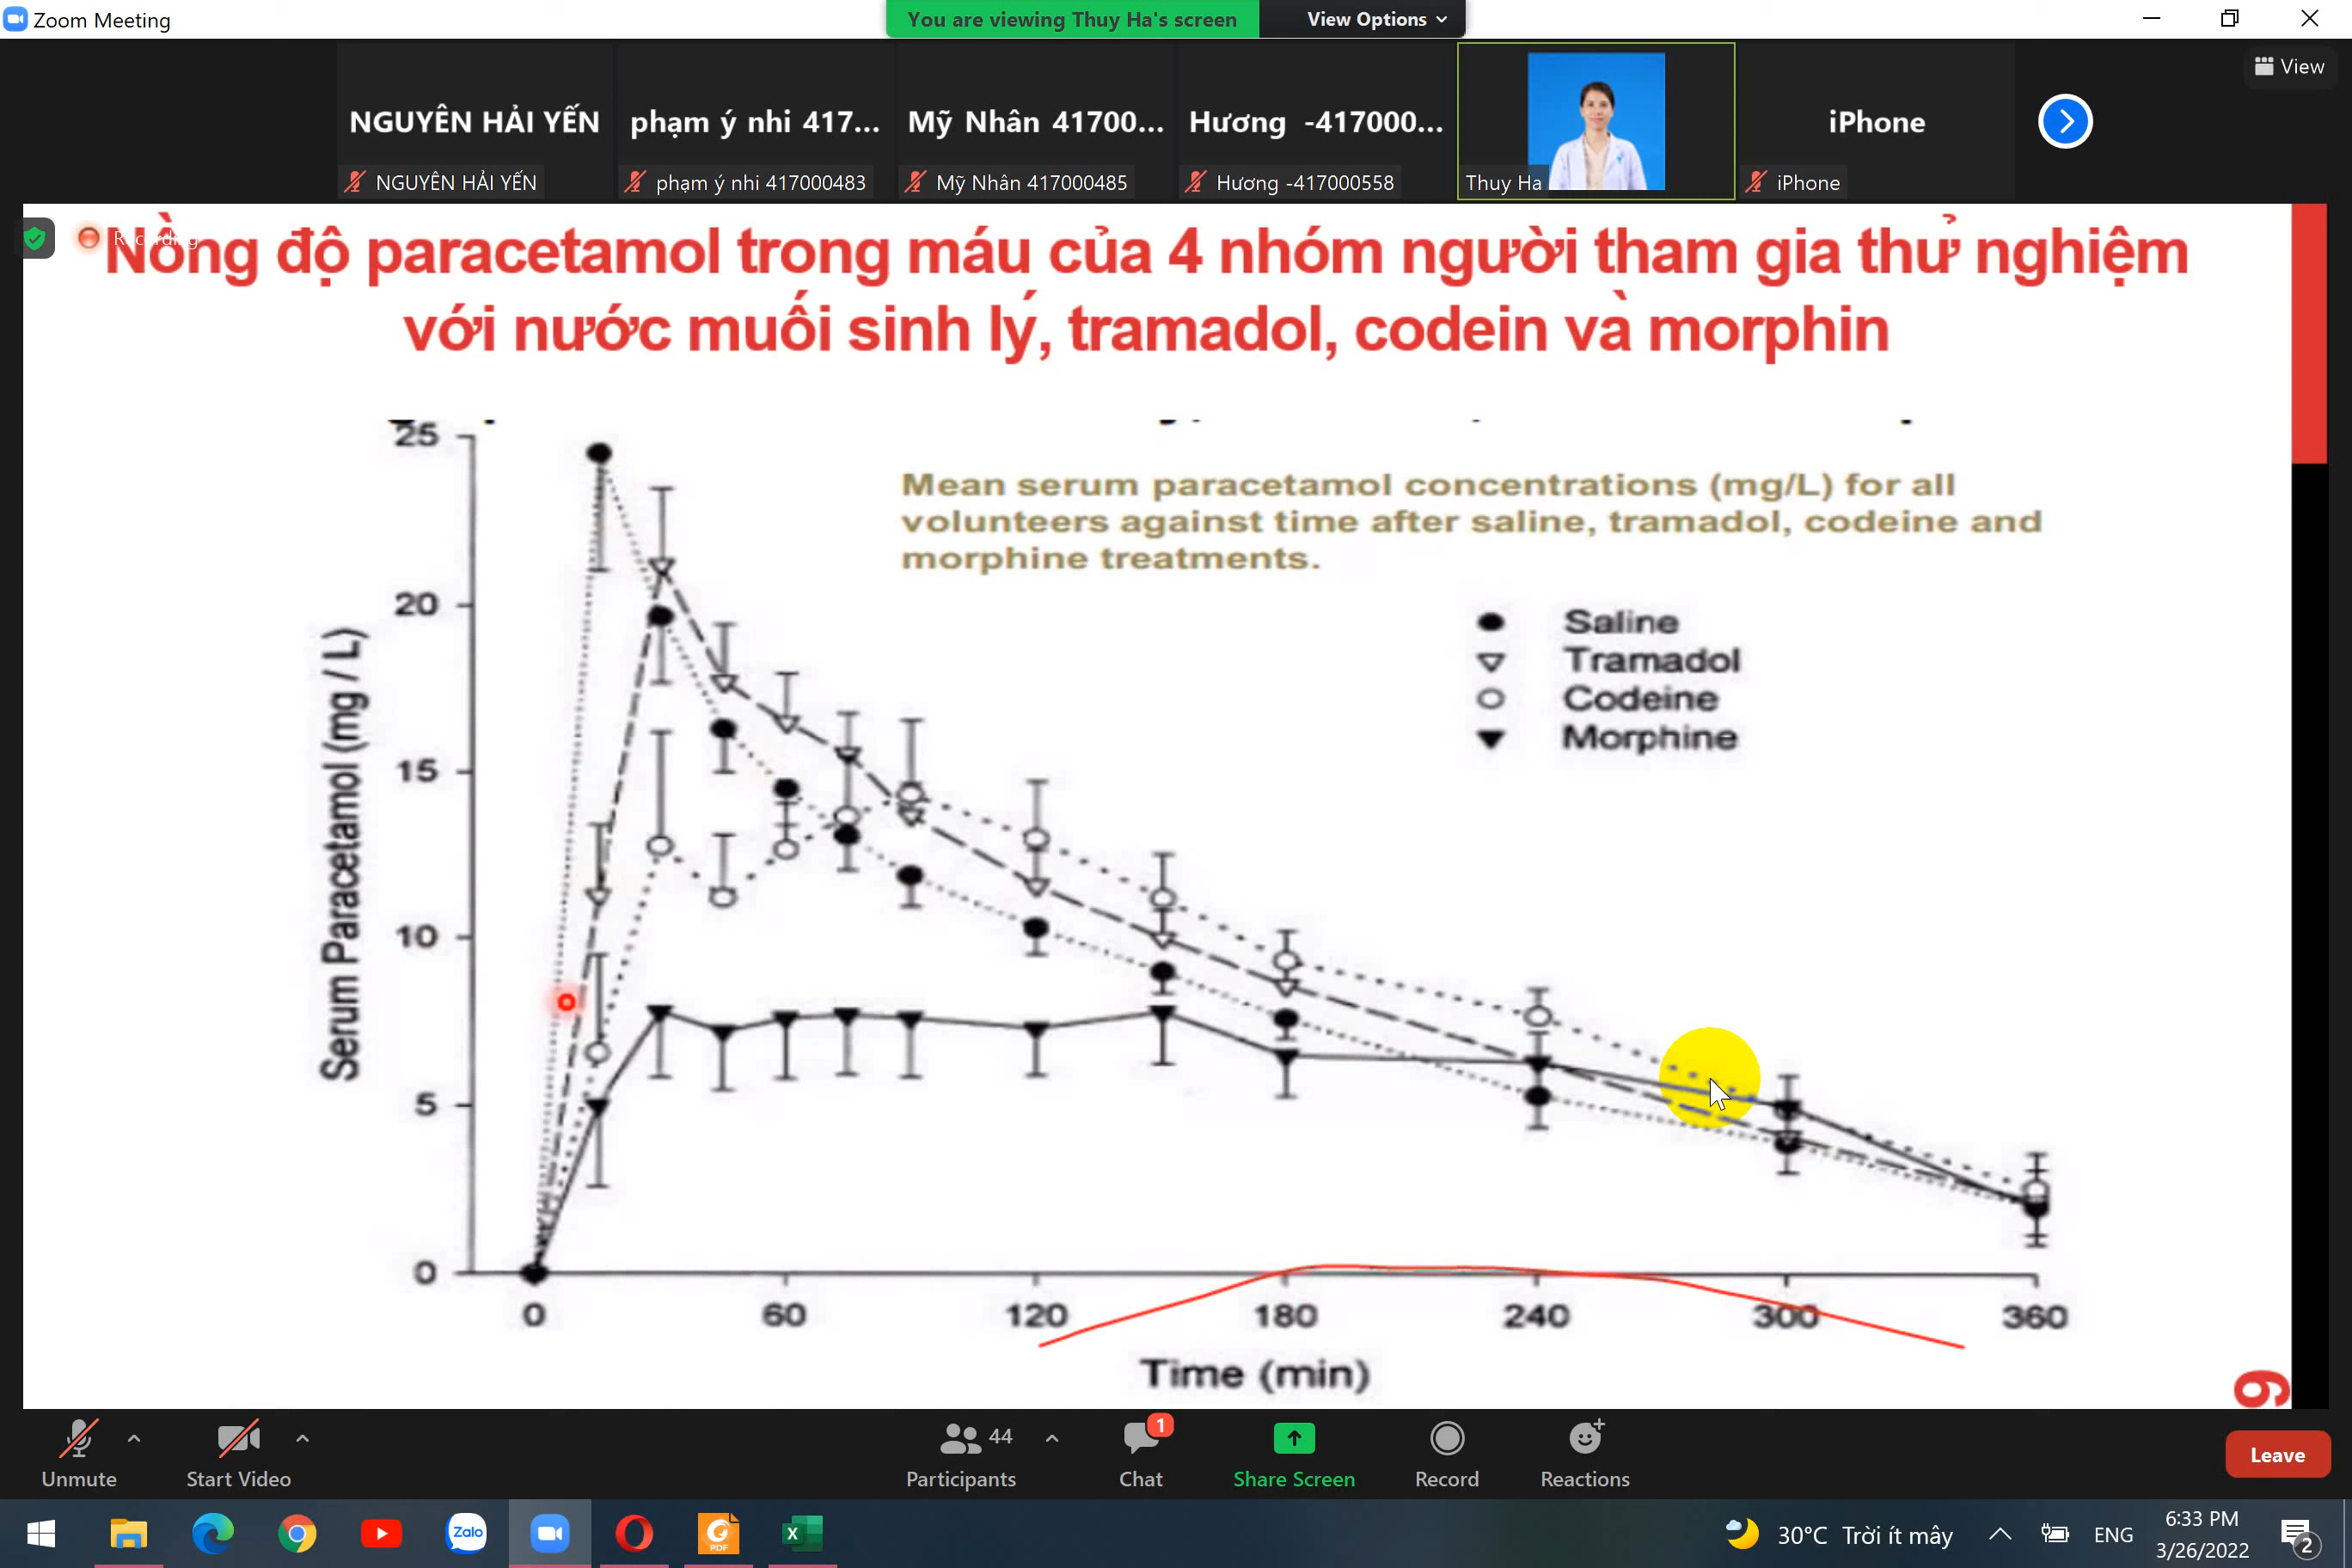 Zoom Meeting
You are viewing Thuy Ha's screen
View Options
View
NGUYÊN HẢI YẾN
phạm ý nhi 417...
Mỹ Nhân 41700...
Hương -417000...
iPhone
NGUYÊN HẢI YẾN
phạm ý nhi 417000483
Mỹ Nhân 417000485
Hương -417000558
Thuy Ha
iPhone
Recording
Nồng độ paracetamol trong máu của 4 nhóm người tham gia thử nghiệm
với nước muối sinh lý, tramadol, codein và morphin
Mean serum paracetamol concentrations (mg/L) for all
volunteers against time after saline, tramadol, codeine and
morphine treatments.
Saline
Tramadol
Codeine
Morphine
Serum Paracetamol (mg / L)
25
20
15
10
5
0
0 60 120 180 240 300 360
Time (min)
9
Unmute
Start Video
44
Participants
1
Chat
Share Screen
Record
Reactions
Leave
Zalo
PDF
30°C Trời ít mây
ENG
6:33 PM
3/26/2022
2